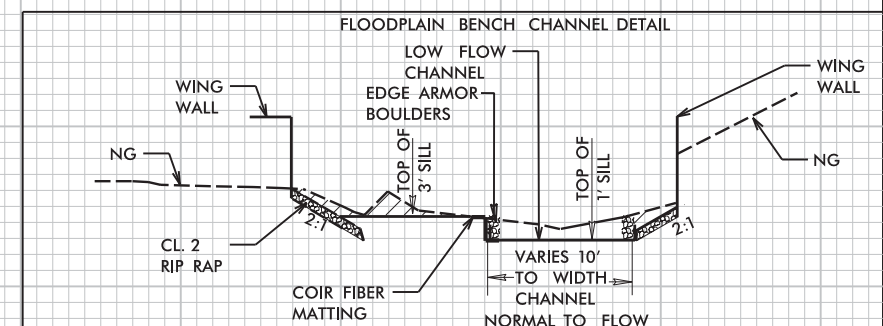 FLOODPLAIN BENCH CHANNEL DETAIL
LOW FLOW
CHANNEL
WING
WALL
WING
WALL
EDGE ARMOR
BOULDERS
NG
TOP OF
3' SILL
TOP OF
1' SILL
NG
2:1
2:1
CL. 2
RIP RAP
VARIES 10'
TO WIDTH
CHANNEL
NORMAL TO FLOW
COIR FIBER
MATTING